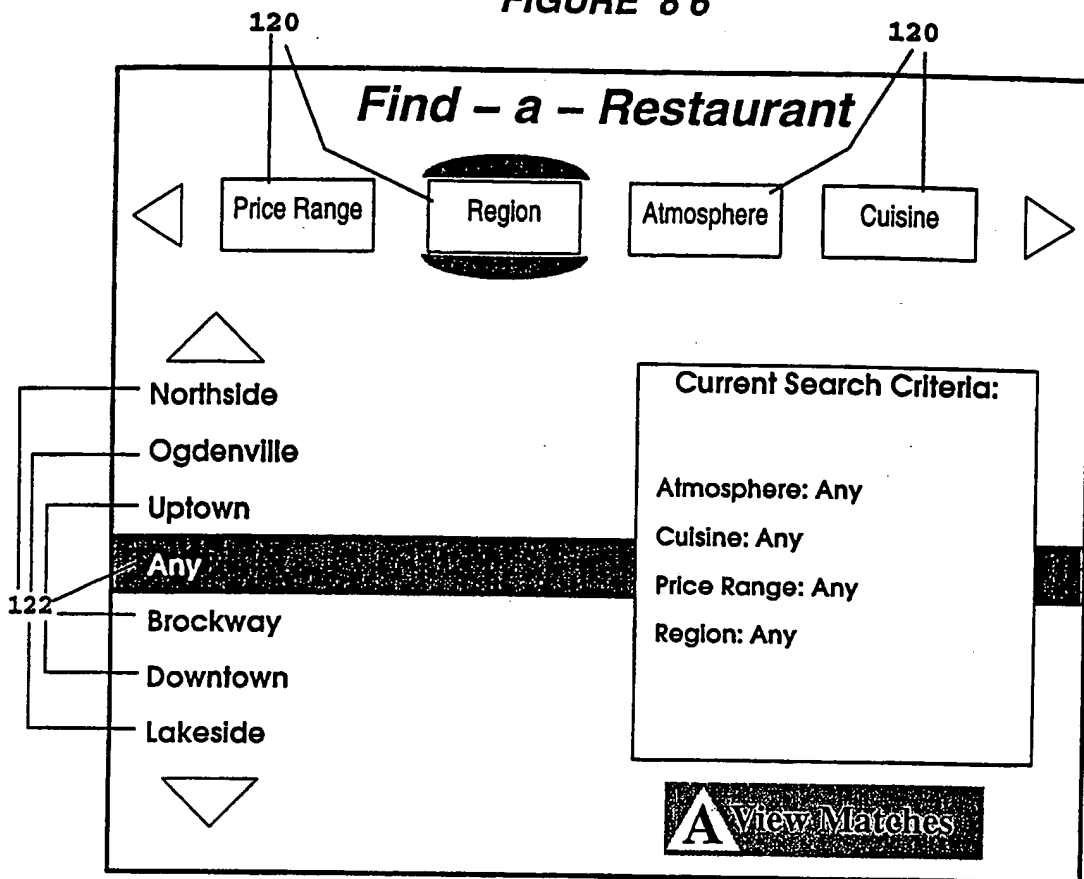 FIGURE 8 6
120 120
Find – a – Restaurant
Price Range Region Atmosphere Cuisine
Northside
Ogdenville
Uptown
Any
122
Brockway
Downtown
Lakeside
Current Search Criteria:
Atmosphere: Any
Cuisine: Any
Price Range: Any
Region: Any
A View Matches